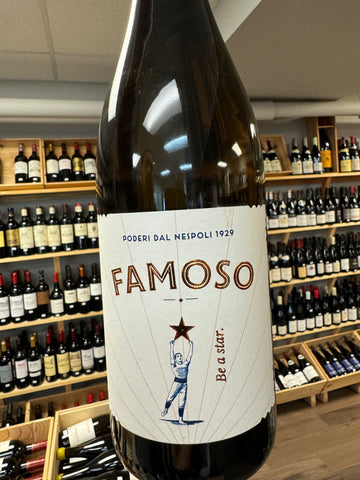 PODERI DAL NESPOLI 1929
FAMOSO
Be a star.